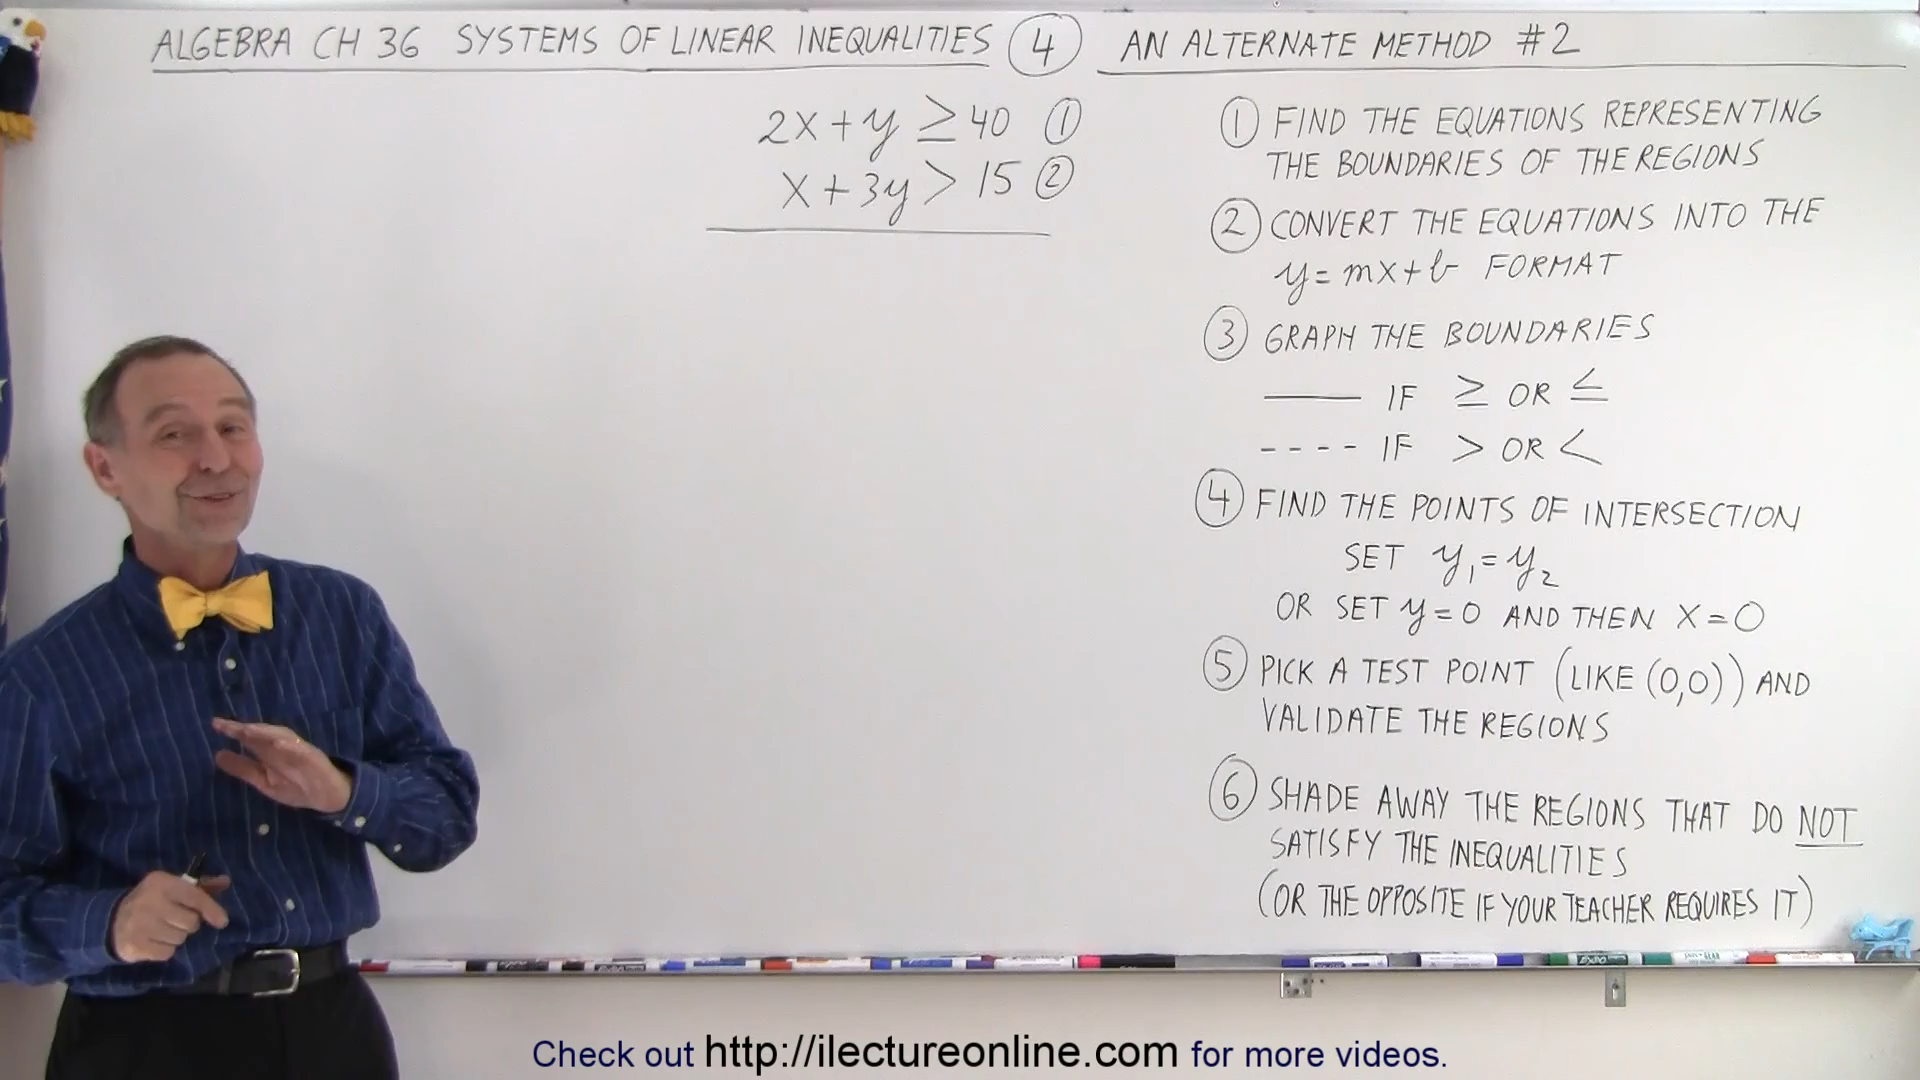 ALGEBRA CH 36 SYSTEMS OF LINEAR INEQUALITIES ④ AN ALTERNATE METHOD #2
2x+y ≥ 40 ①
x+3y > 15 ②
① FIND THE EQUATIONS REPRESENTING
THE BOUNDARIES OF THE REGIONS
② CONVERT THE EQUATIONS INTO THE
y=mx+b FORMAT
③ GRAPH THE BOUNDARIES
—— IF ≥ OR ≤
---- IF > OR <
④ FIND THE POINTS OF INTERSECTION
SET y₁=y₂
OR SET y=0 AND THEN x=0
⑤ PICK A TEST POINT (LIKE (0,0)) AND
VALIDATE THE REGIONS
⑥ SHADE AWAY THE REGIONS THAT DO NOT
SATISFY THE INEQUALITIES
(OR THE OPPOSITE IF YOUR TEACHER REQUIRES IT)
Check out http://ilectureonline.com for more videos.